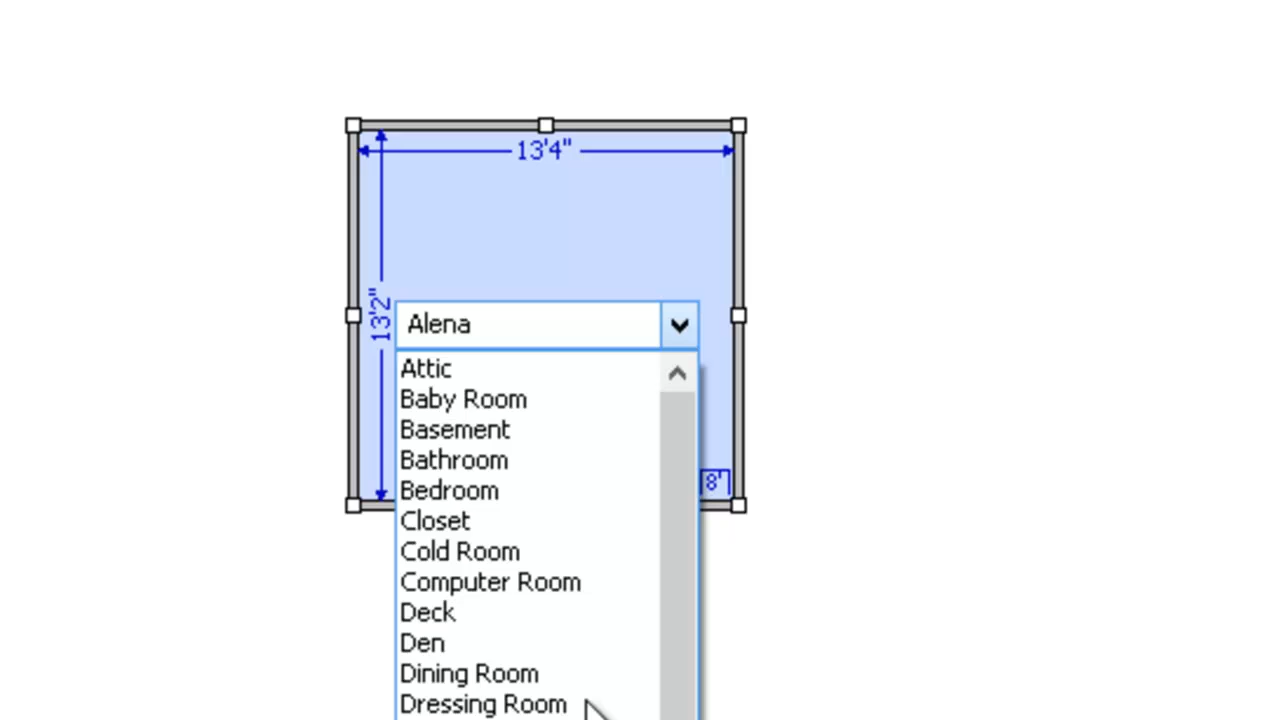 13'4"
13'2"
Alena
Attic
Baby Room
Basement
Bathroom
Bedroom
8'
Closet
Cold Room
Computer Room
Deck
Den
Dining Room
Dressing Room